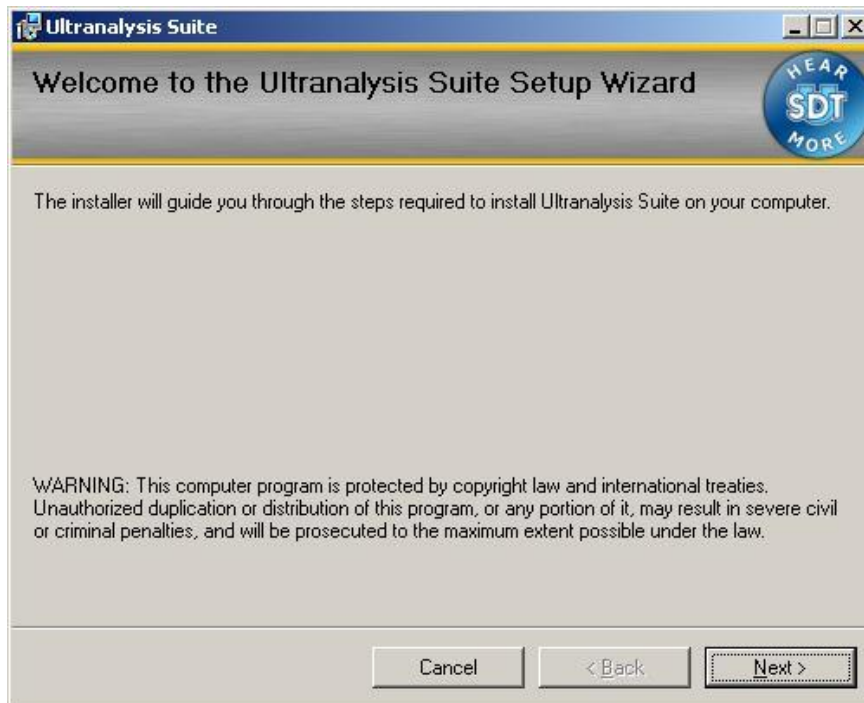 Ultranalysis Suite
Welcome to the Ultranalysis Suite Setup Wizard
HEAR
SDT
MORE
The installer will guide you through the steps required to install Ultranalysis Suite on your computer.
WARNING: This computer program is protected by copyright law and international treaties.
Unauthorized duplication or distribution of this program, or any portion of it, may result in severe civil
or criminal penalties, and will be prosecuted to the maximum extent possible under the law.
Cancel
< Back
Next >